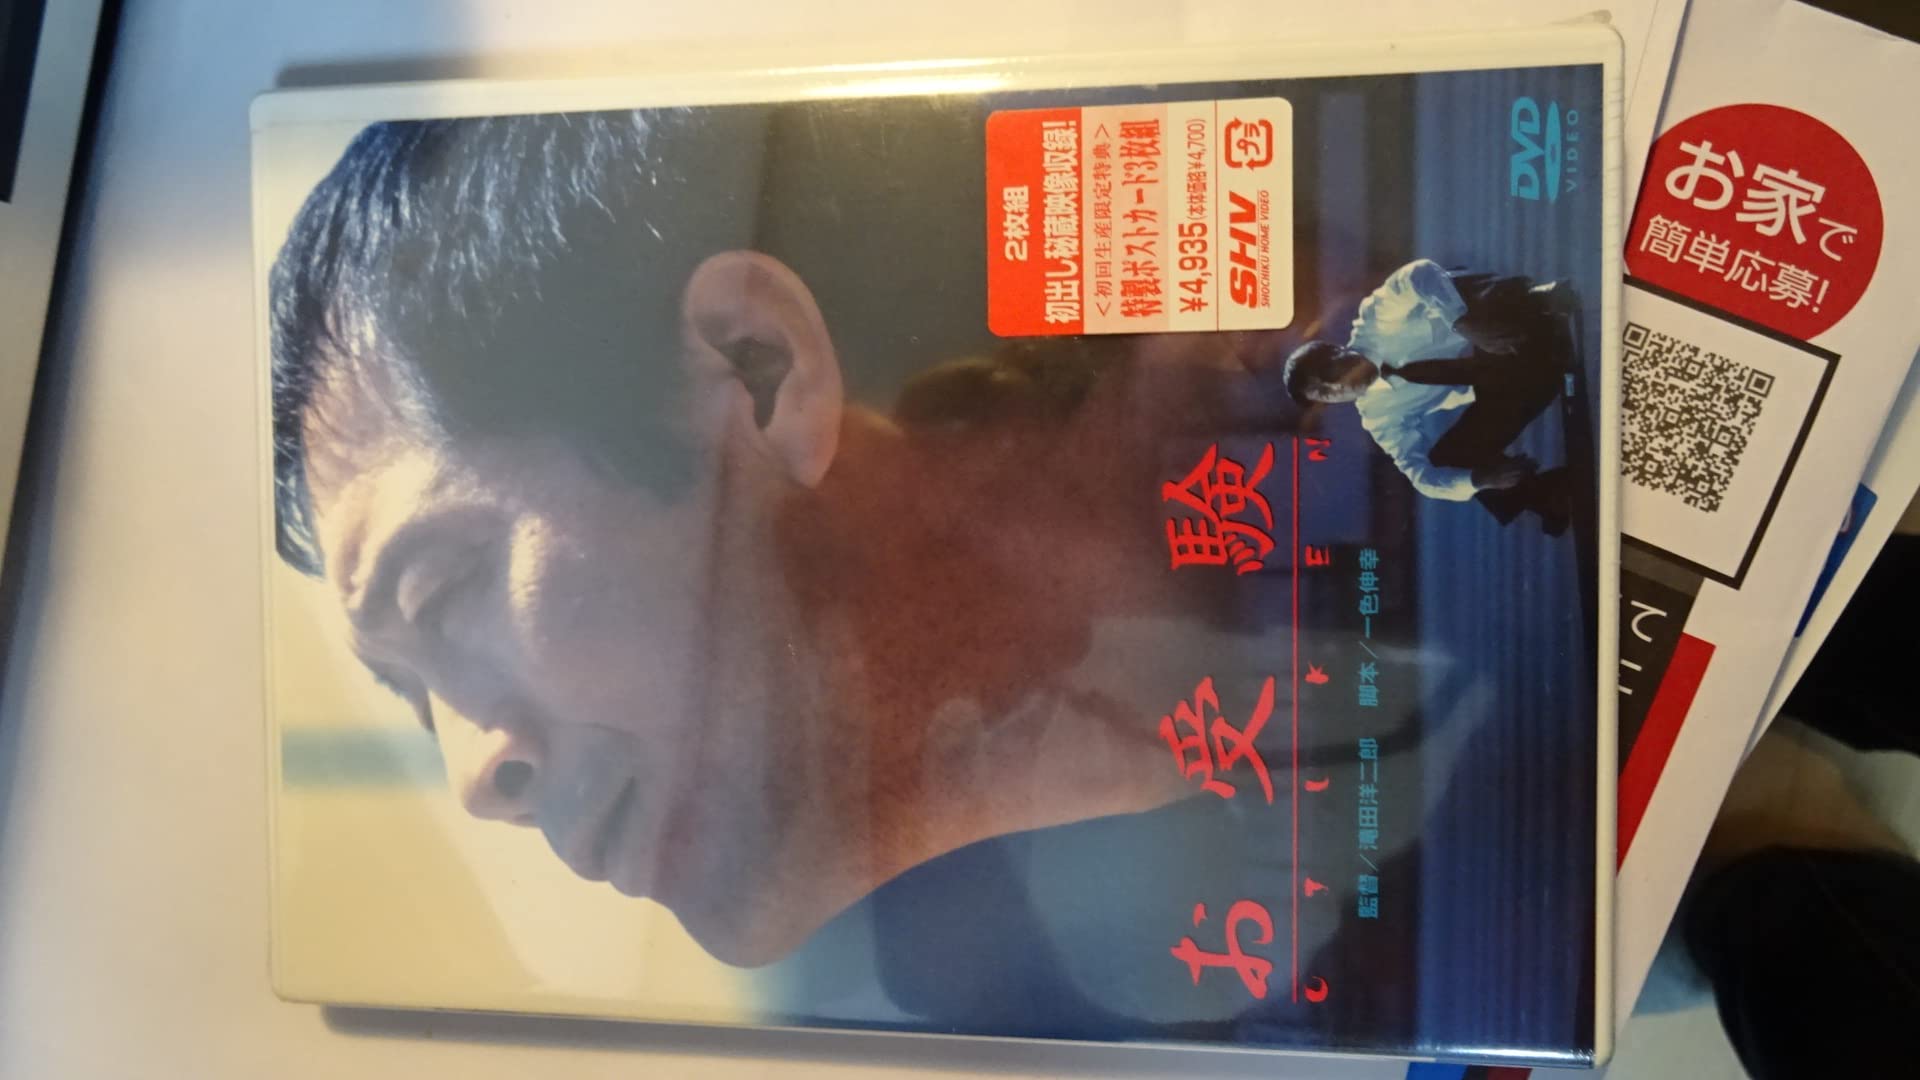 2枚組
初出し秘蔵映像収録!
<初回生産限定特典>
特製ポストカード3枚組
¥4,935(本体価格¥4,700)
SHV
SHOCHIKU HOME VIDEO
DVD
VIDEO
お受験
OJUKEN
監督/滝田洋二郎 脚本/一色伸幸
お家で
簡単応募!